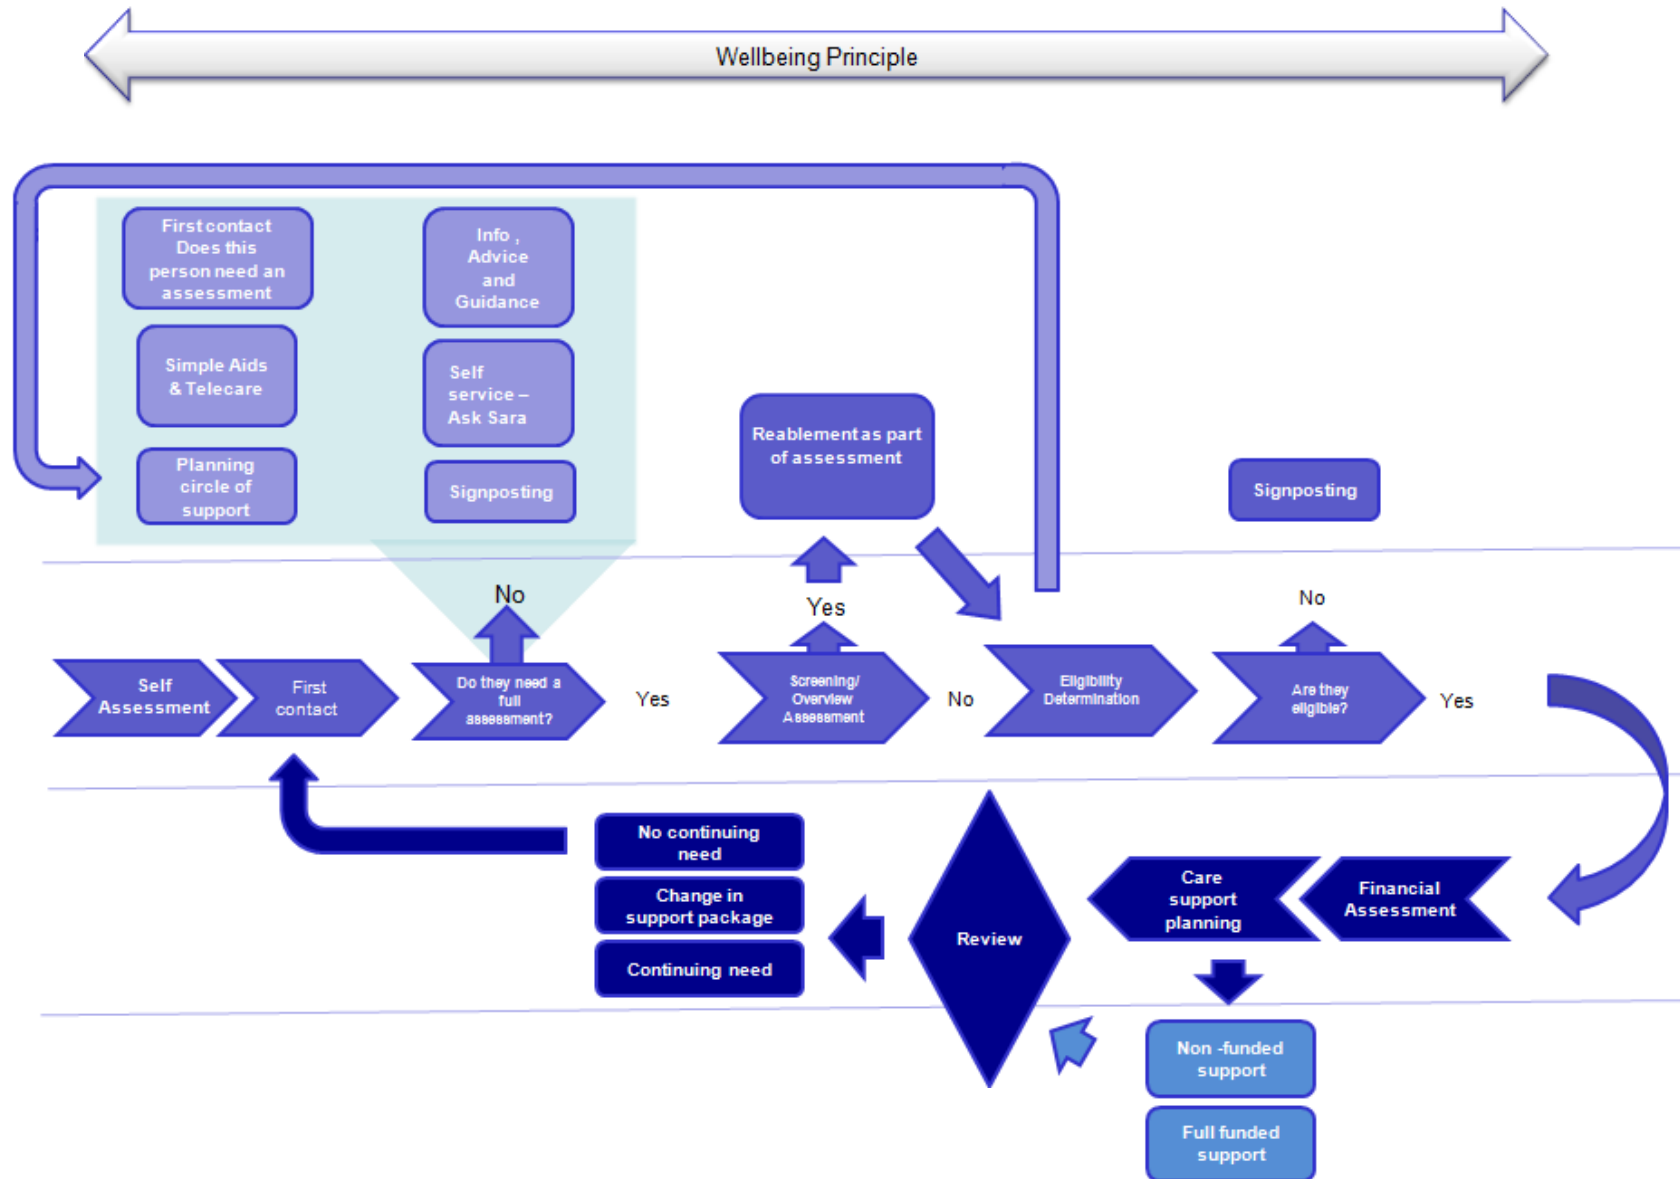 Wellbeing Principle
First contact
Does this
person need an
assessment
Info ,
Advice
and
Guidance
Simple Aids
& Telecare
Self
service –
Ask Sara
Planning
circle of
support
Signposting
Reablement as part
of assessment
Signposting
No
Yes
No
Self
Assessment
First
contact
Do they need a
full
assessment?
Yes
Screening/
Overview
Assessment
No
Eligibility
Determination
Are they
eligible?
Yes
No continuing
need
Change in
support package
Continuing need
Review
Care
support
planning
Financial
Assessment
Non -funded
support
Full funded
support